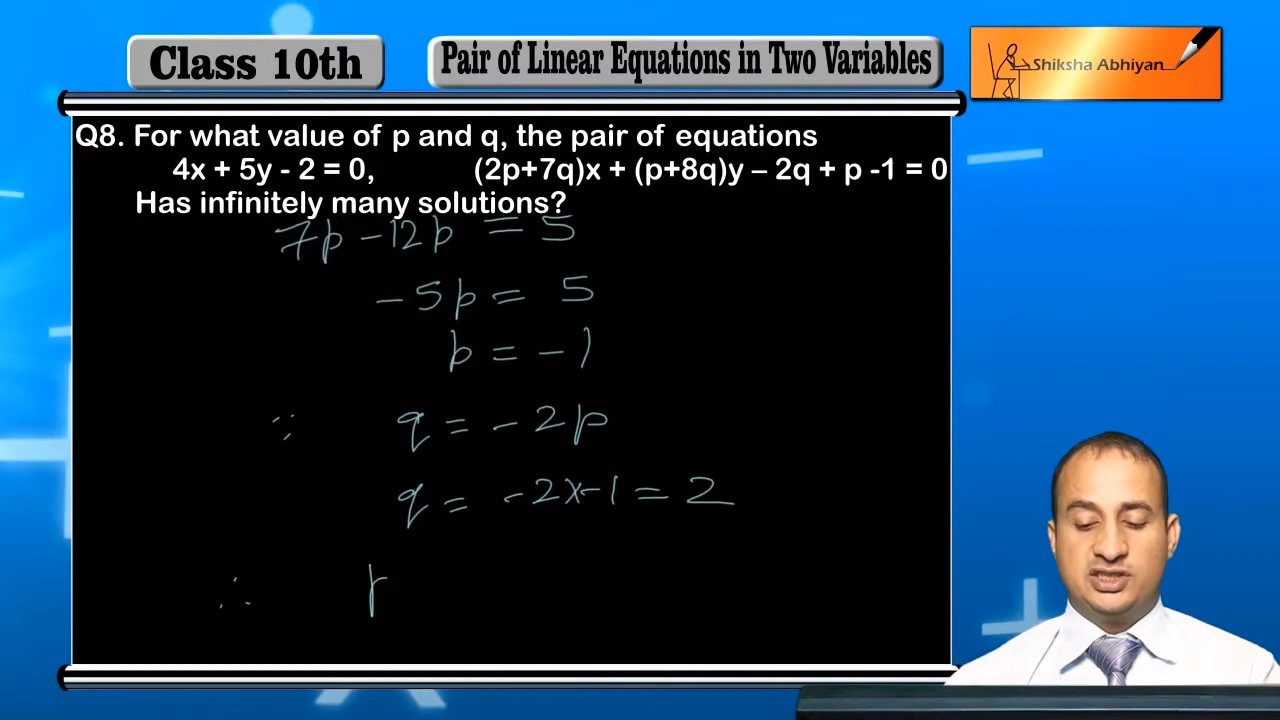 Class 10th
Pair of Linear Equations in Two Variables
Shiksha Abhiyan
Q8. For what value of p and q, the pair of equations
4x + 5y - 2 = 0, (2p+7q)x + (p+8q)y – 2q + p -1 = 0
Has infinitely many solutions?
7p - 12p = 5
-5p = 5
p = -1
∵ q = -2p
q = -2x-1 = 2
∴